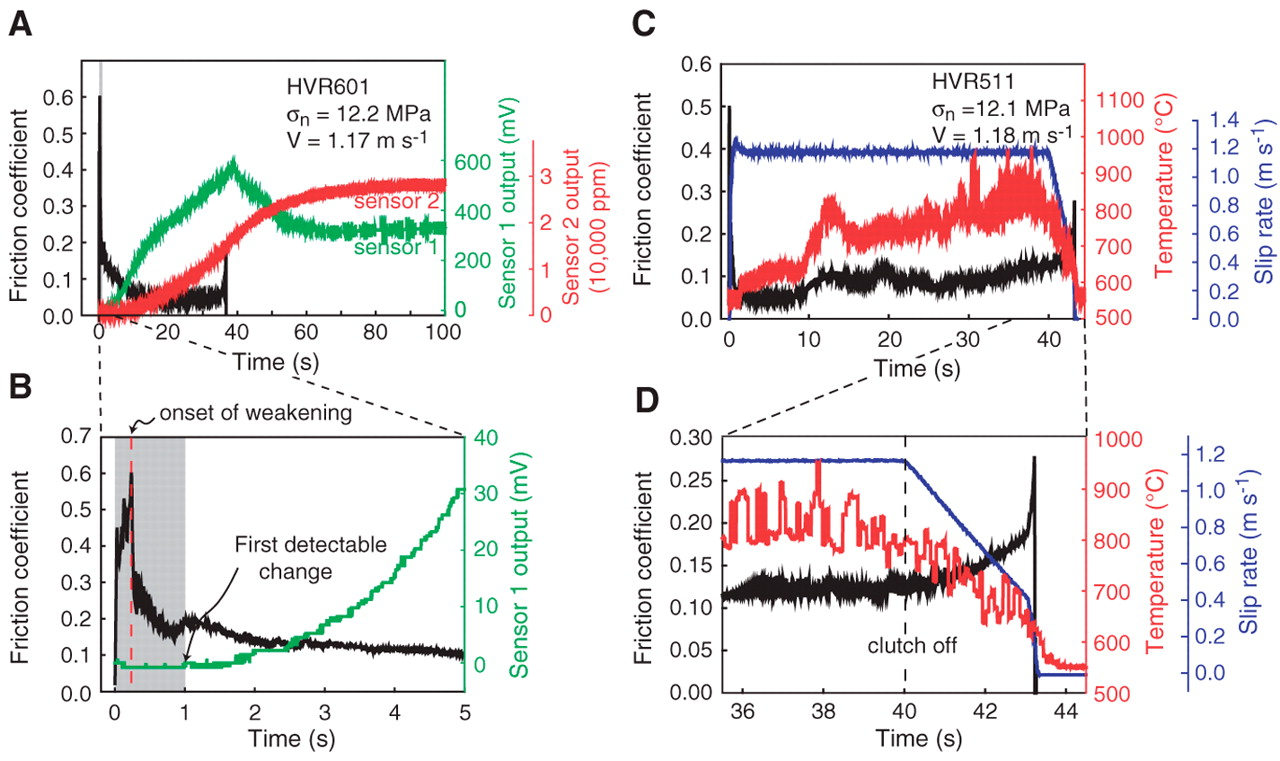 A
HVR601
σn = 12.2 MPa
V = 1.17 m s-1
Friction coefficient
0.6
0.5
0.4
0.3
0.2
0.1
0.0
0
20
40
60
80
100
Time (s)
sensor 2
sensor 1
600
400
200
0
Sensor 1 output (mV)
3
2
1
0
Sensor 2 output
(10,000 ppm)
B
onset of weakening
First detectable
change
Friction coefficient
0.7
0.6
0.5
0.4
0.3
0.2
0.1
0.0
0
1
2
3
4
5
Time (s)
40
30
20
10
0
Sensor 1 output (mV)
C
HVR511
σn =12.1 MPa
V = 1.18 m s-1
Friction coefficient
0.6
0.5
0.4
0.3
0.2
0.1
0.0
0
10
20
30
40
Time (s)
1100
1000
900
800
700
600
500
Temperature (°C)
1.4
1.2
1.0
0.8
0.6
0.4
0.2
0.0
Slip rate (m s-1)
D
clutch off
Friction coefficient
0.30
0.25
0.20
0.15
0.10
0.05
0.00
36
38
40
42
44
Time (s)
1000
900
800
700
600
500
Temperature (°C)
1.2
1.0
0.8
0.6
0.4
0.2
0.0
Slip rate (m s-1)